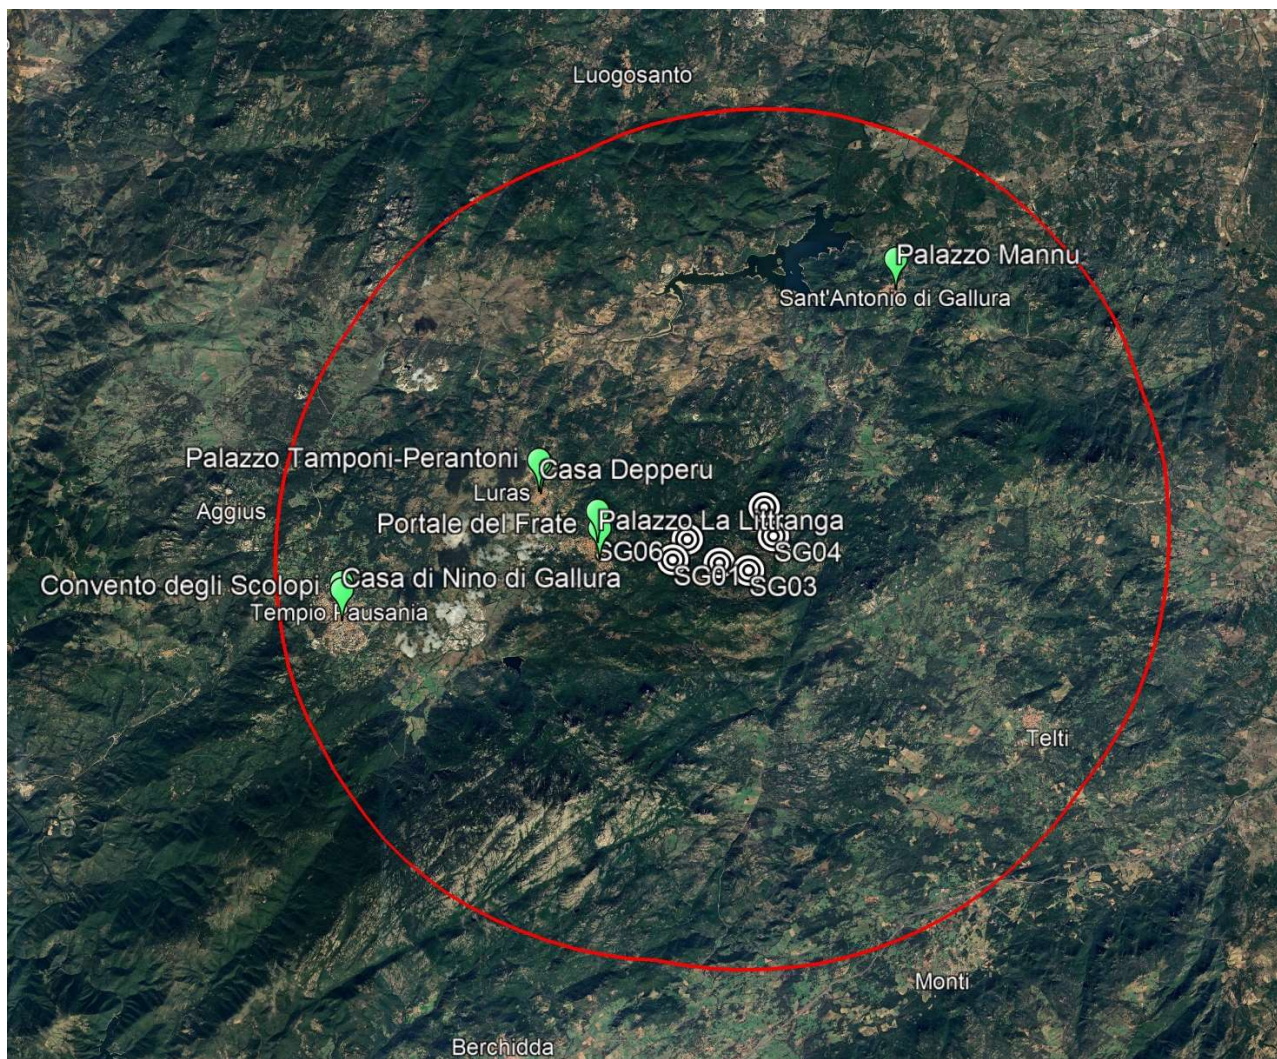 Luogosanto
Palazzo Mannu
Sant'Antonio di Gallura
Palazzo Tamponi-Perantoni
Casa Depperu
Luras
Aggius
Portale del Frate
Palazzo La Littranga
SG06
SG04
SG01
SG03
Convento degli Scolopi
Casa di Nino di Gallura
Tempio Pausania
Telti
Monti
Berchidda